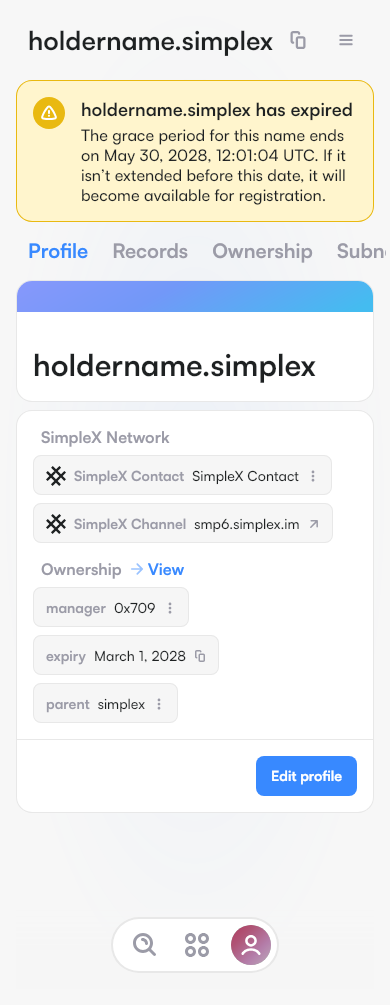 holdername.simplex
holdername.simplex has expired
The grace period for this name ends
on May 30, 2028, 12:01:04 UTC. If it
isn't extended before this date, it will
become available for registration.
Profile Records Ownership Subn
holdername.simplex
SimpleX Network
SimpleX Contact SimpleX Contact
SimpleX Channel smp6.simplex.im
Ownership → View
manager 0x709
expiry March 1, 2028
parent simplex
Edit profile